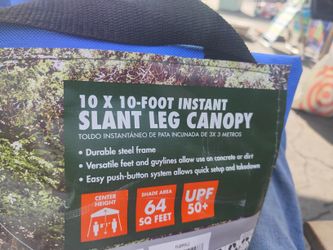 10 X 10-FOOT INSTANT
SLANT LEG CANOPY
TOLDO INSTANTÁNEO DE PATA INCLINADA DE 3X 3 METROS
• Durable steel frame
• Versatile feet and guylines allow use on concrete or dirt
• Easy push-button system allows quick setup and takedown
CENTER
HEIGHT
SHADE AREA
64
SQ FEET
UPF
50+